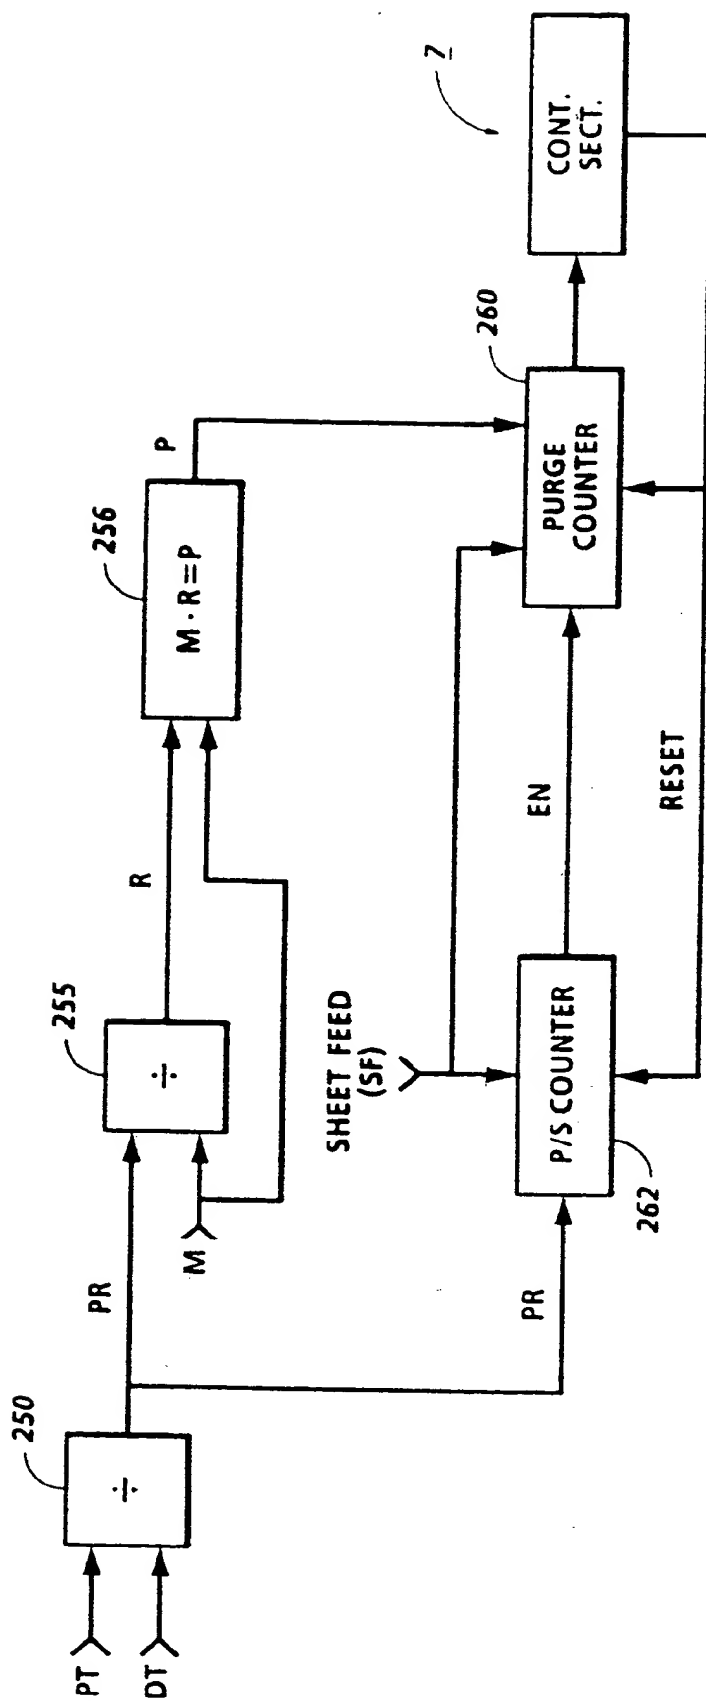 PT
DT
÷
250
PR
M
÷
255
R
M · R = P
256
P
SHEET FEED
(SF)
PR
P/S COUNTER
262
EN
PURGE
COUNTER
260
RESET
CONT.
SECT.
7